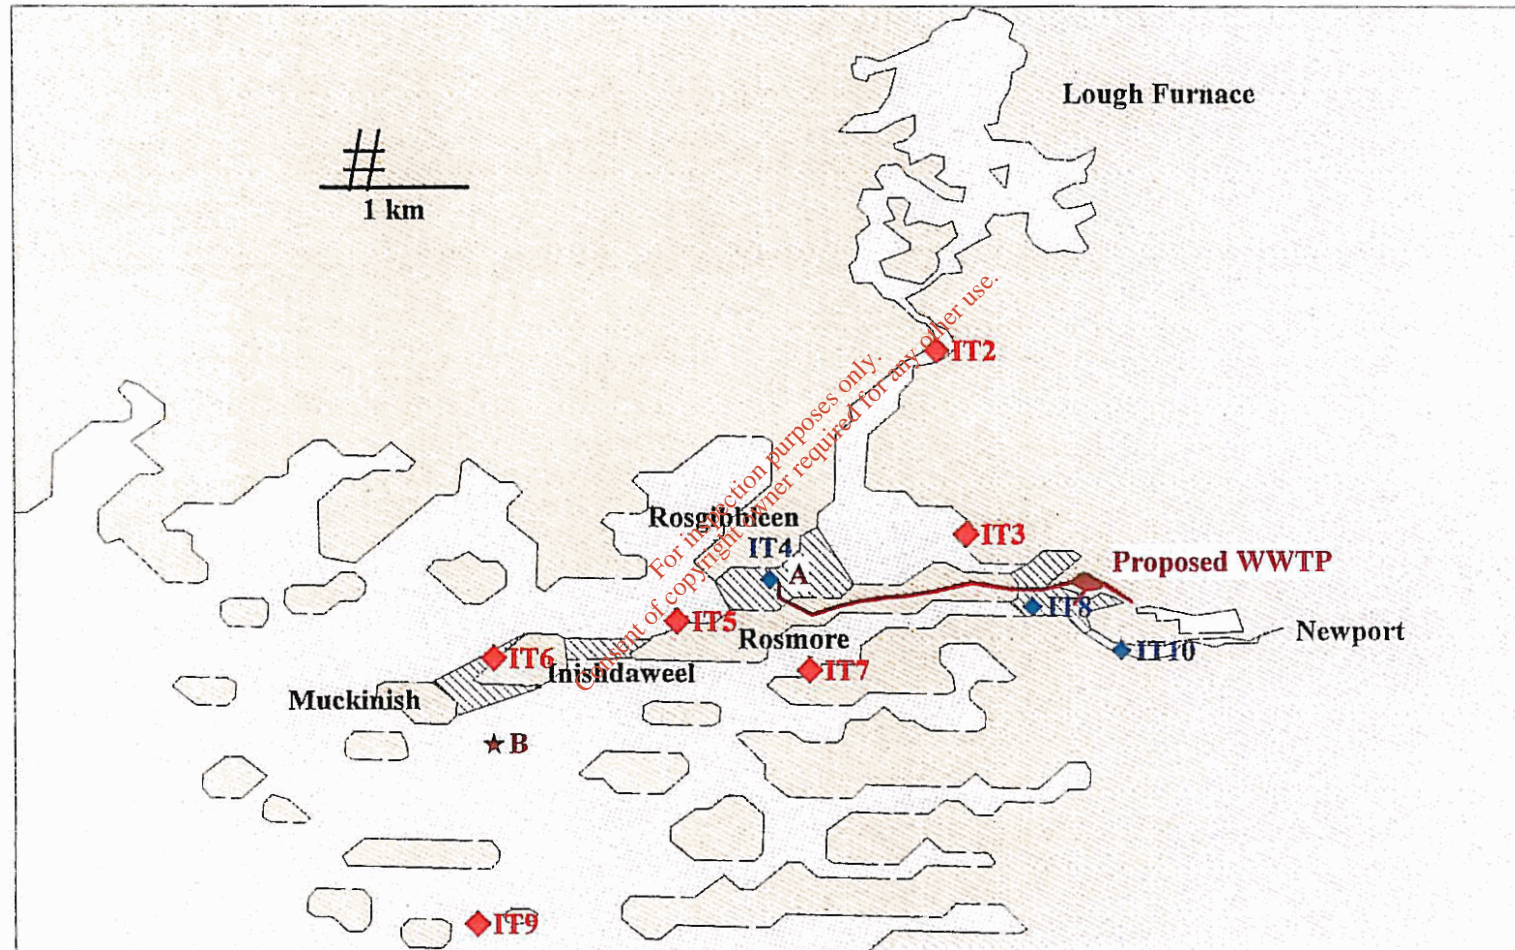 Lough Furnace
1 km
IT2
For inspection purposes only.
Consent of copyright owner required for any other use.
Rosgibbleen
IT4
A
IT3
Proposed WWTP
IT8
IT5
Rosmore
Newport
IT10
IT6
Inishdaweel
IT7
Muckinish
B
IT9